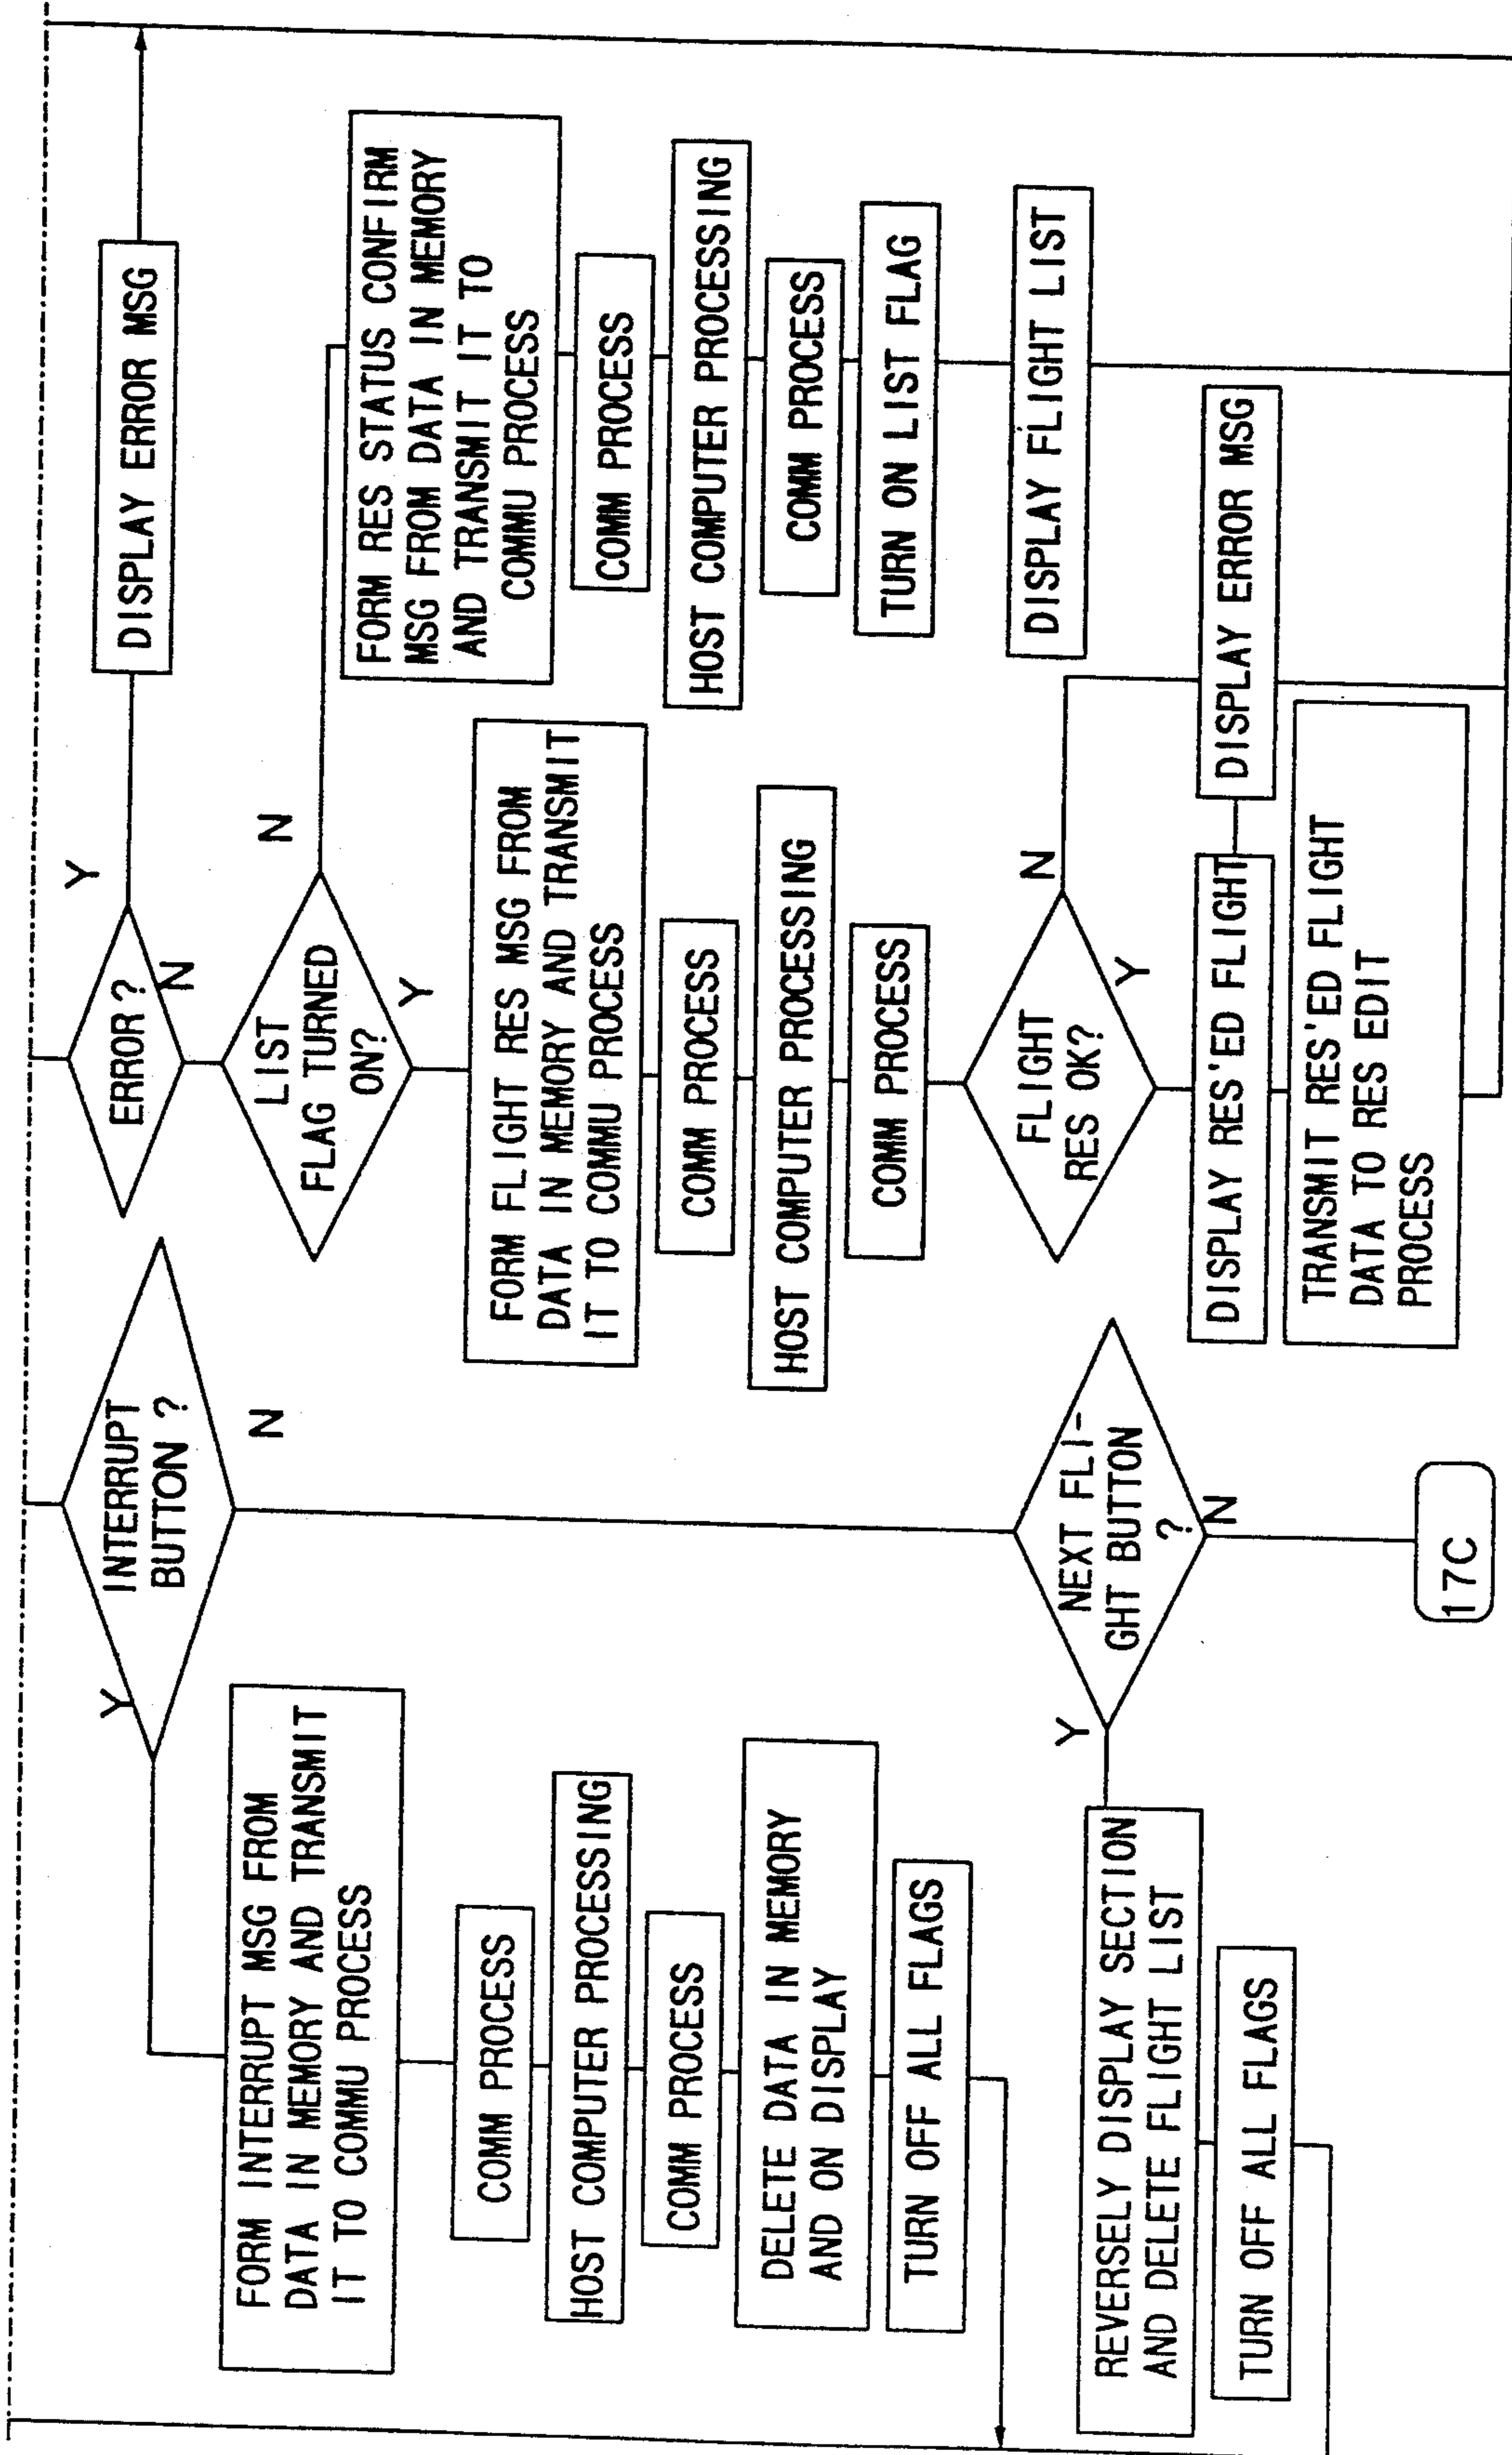 INTERRUPT
BUTTON ?
Y
N
FORM INTERRUPT MSG FROM
DATA IN MEMORY AND TRANSMIT
IT TO COMMU PROCESS
COMM PROCESS
HOST COMPUTER PROCESSING
COMM PROCESS
DELETE DATA IN MEMORY
AND ON DISPLAY
TURN OFF ALL FLAGS
NEXT FLI-
GHT BUTTON
?
Y
N
REVERSELY DISPLAY SECTION
AND DELETE FLIGHT LIST
TURN OFF ALL FLAGS
17C
ERROR ?
Y
N
DISPLAY ERROR MSG
LIST
FLAG TURNED
ON?
N
Y
FORM FLIGHT RES MSG FROM
DATA IN MEMORY AND TRANSMIT
IT TO COMMU PROCESS
COMM PROCESS
HOST COMPUTER PROCESSING
COMM PROCESS
FLIGHT
RES OK?
N
Y
DISPLAY RES'ED FLIGHT
TRANSMIT RES'ED FLIGHT
DATA TO RES EDIT
PROCESS
DISPLAY ERROR MSG
FORM RES STATUS CONFIRM
MSG FROM DATA IN MEMORY
AND TRANSMIT IT TO
COMMU PROCESS
COMM PROCESS
HOST COMPUTER PROCESSING
COMM PROCESS
TURN ON LIST FLAG
DISPLAY FLIGHT LIST